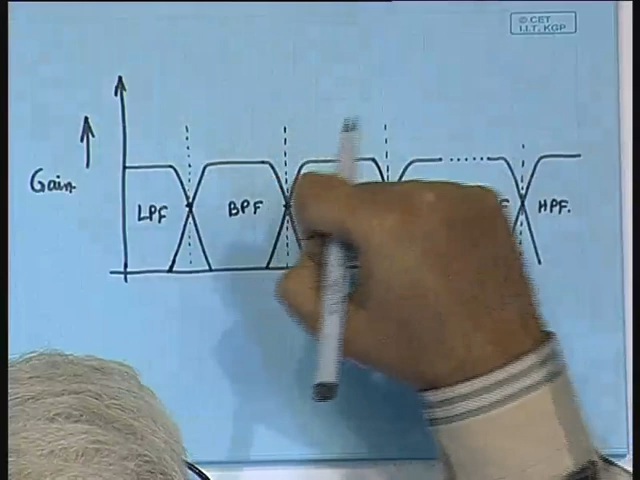 © CET
I.I.T. KGP
Gain
LPF
BPF
HPF.